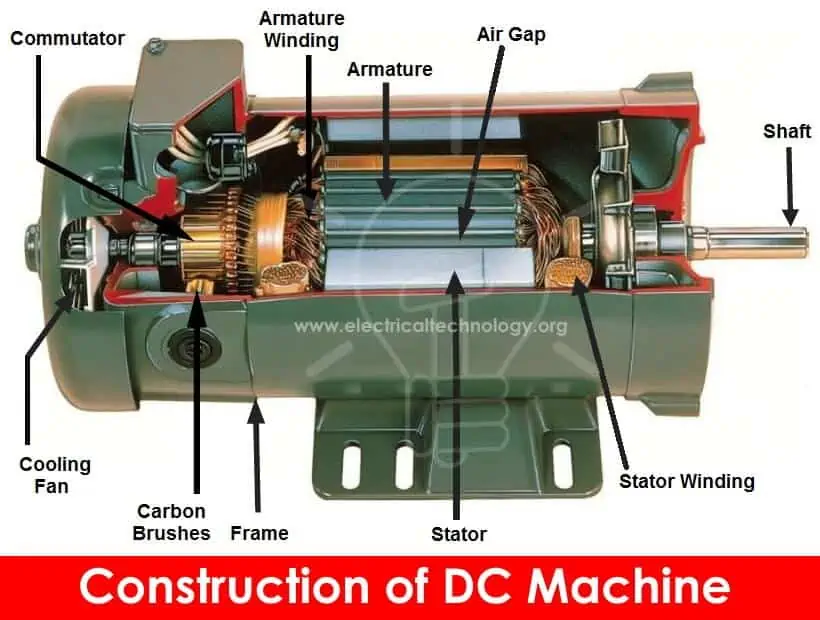 Commutator
Armature
Winding
Armature
Air Gap
Shaft
www.electricaltechnology.org
Cooling
Fan
Carbon
Brushes
Frame
Stator
Stator Winding
Construction of DC Machine